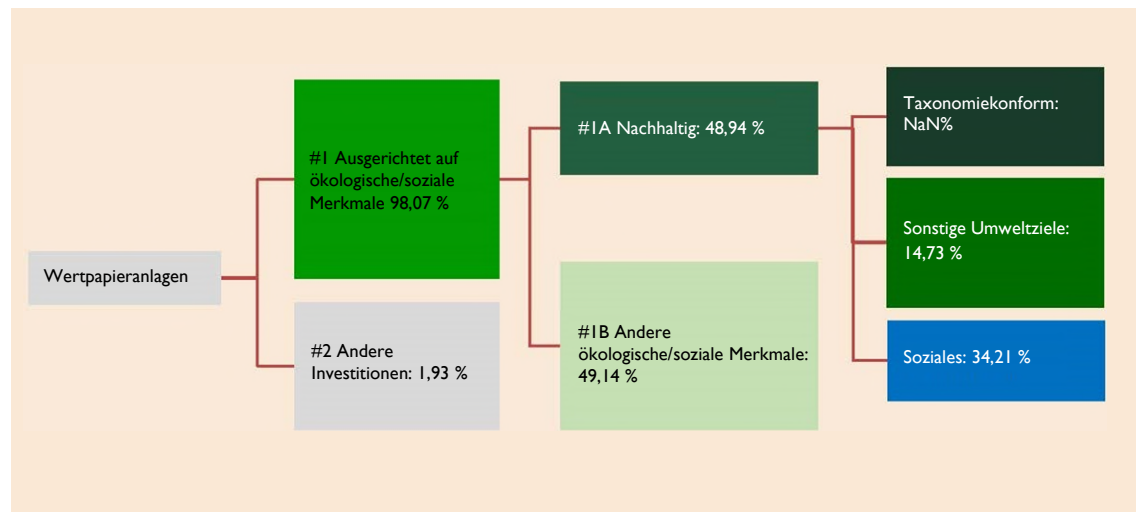 Wertpapieranlagen
#1 Ausgerichtet auf
ökologische/soziale
Merkmale 98,07 %
#2 Andere
Investitionen: 1,93 %
#1A Nachhaltig: 48,94 %
#1B Andere
ökologische/soziale Merkmale:
49,14 %
Taxonomiekonform:
NaN%
Sonstige Umweltziele:
14,73 %
Soziales: 34,21 %